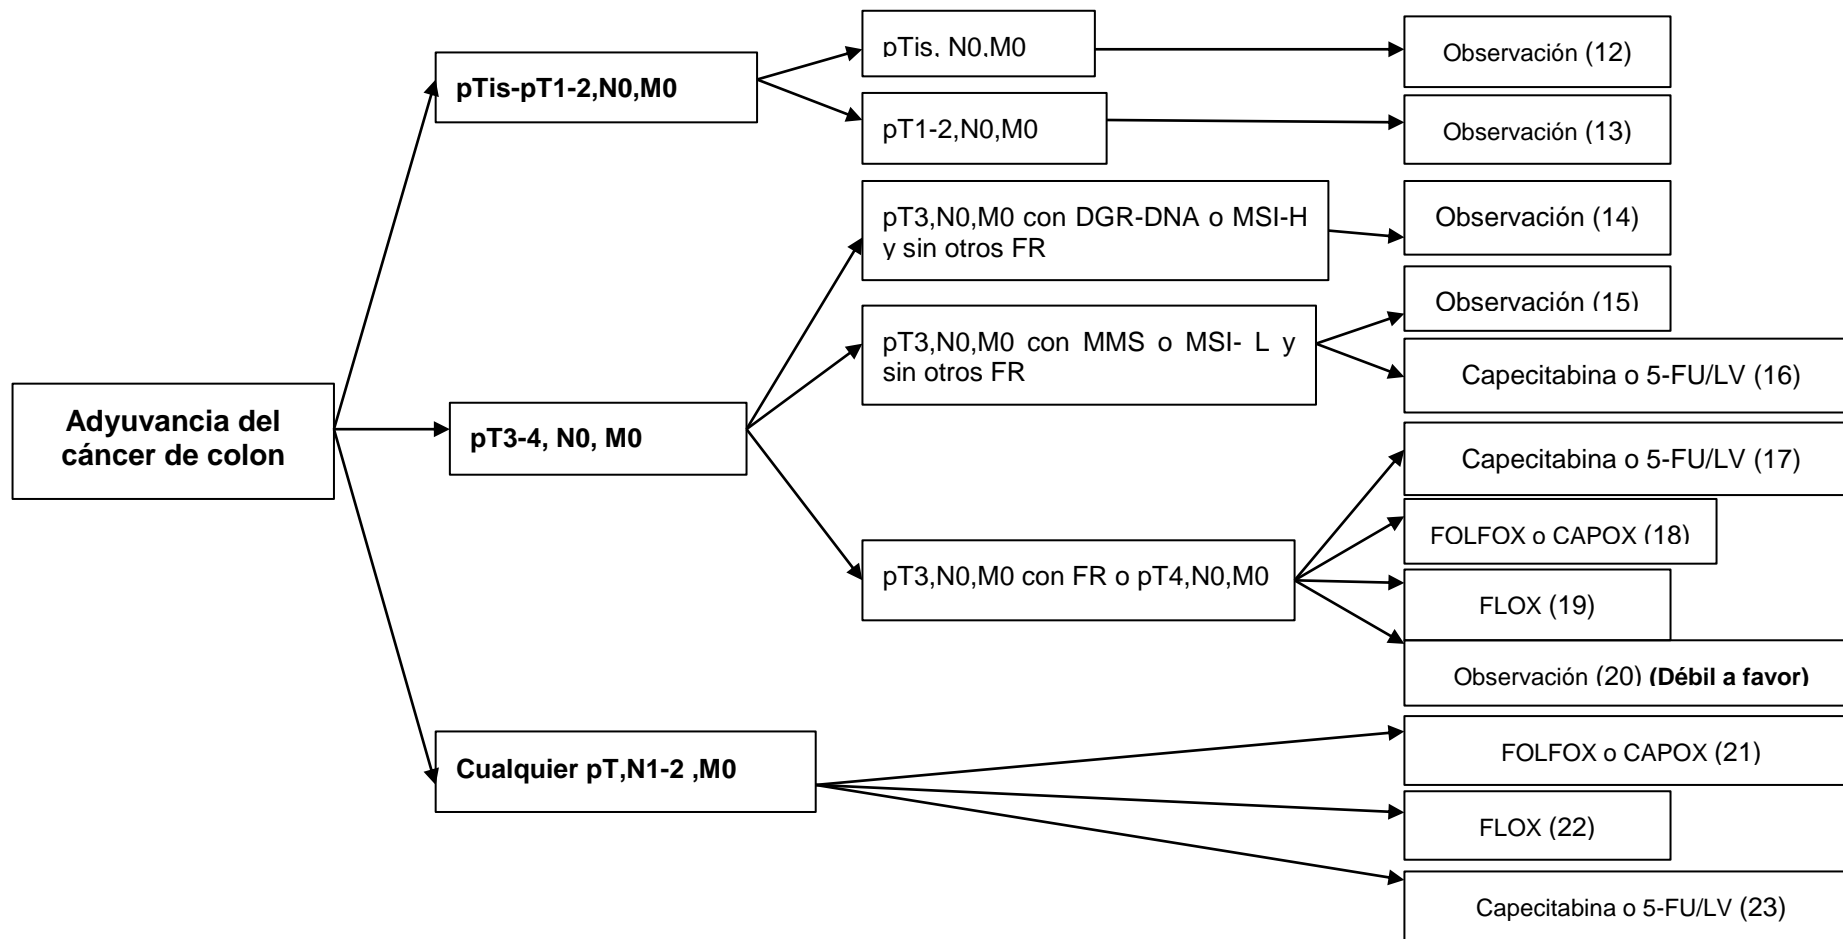 Adyuvancia del
cáncer de colon
pTis-pT1-2,N0,M0
pTis, N0,M0
Observación (12)
pT1-2,N0,M0
Observación (13)
pT3-4, N0, M0
pT3,N0,M0 con DGR-DNA o MSI-H
y sin otros FR
Observación (14)
pT3,N0,M0 con MMS o MSI- L y
sin otros FR
Observación (15)
Capecitabina o 5-FU/LV (16)
pT3,N0,M0 con FR o pT4,N0,M0
Capecitabina o 5-FU/LV (17)
FOLFOX o CAPOX (18)
FLOX (19)
Observación (20) (Débil a favor)
Cualquier pT,N1-2 ,M0
FOLFOX o CAPOX (21)
FLOX (22)
Capecitabina o 5-FU/LV (23)